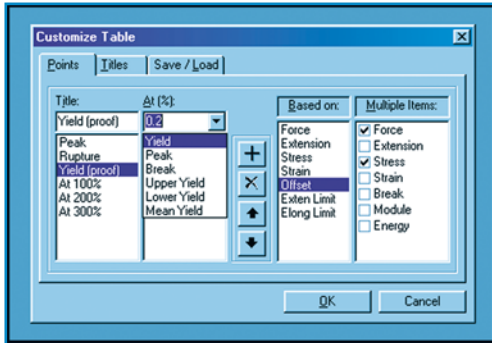 Customize Table
Points Titles Save / Load
Title:
Yield (proof)
Peak
Rupture
Yield (proof)
At 100%
At 200%
At 300%
At (%):
0.2
Yield
Peak
Break
Upper Yield
Lower Yield
Mean Yield
Based on:
Force
Extension
Stress
Strain
Offset
Exten Limit
Elong Limit
Multiple Items:
Force
Extension
Stress
Strain
Break
Module
Energy
OK Cancel